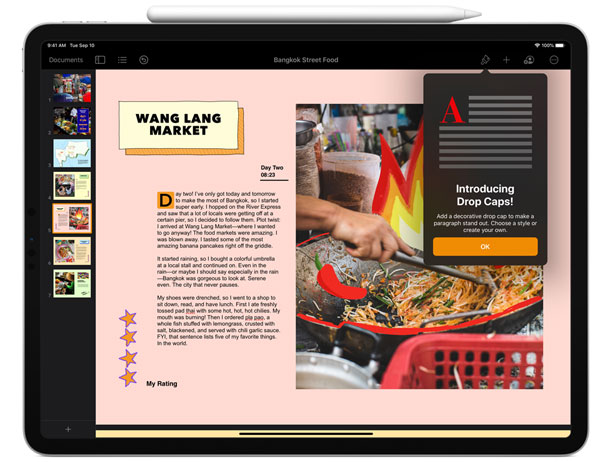 9:41 AM Tue Sep 10
100%
Documents
Bangkok Street Food
1
2
3
4
5
6
7
WANG LANG
MARKET
Day Two
08:23
Day two! I've only got today and tomorrow
to make the most of Bangkok, so I started
super early. I hopped on the River Express
and saw that a lot of locals were getting off at a
certain pier, so I decided to follow them. Plot twist:
I arrived at Wang Lang Market—where I wanted
to go anyway! The food markets were amazing. I
was blown away. I tasted some of the most
amazing banana pancakes right off the griddle.
It started raining, so I bought a colorful umbrella
at a local stall and continued on. Even in the
rain—or maybe I should say especially in the rain
—Bangkok was gorgeous to look at. Serene
even. The city that never pauses.
My shoes were drenched, so I went to a shop to
sit down, read, and have lunch. First I ate freshly
tossed pad thai with some hot, hot, hot chilies. My
mouth was burning! Then I ordered pla pao, a
whole fish stuffed with lemongrass, crusted with
salt, blackened, and served with chili garlic sauce.
FYI, that sentence lists five of my favorite things.
In the world.
My Rating
A
Introducing
Drop Caps!
Add a decorative drop cap to make a
paragraph stand out. Choose a style or
create your own.
OK